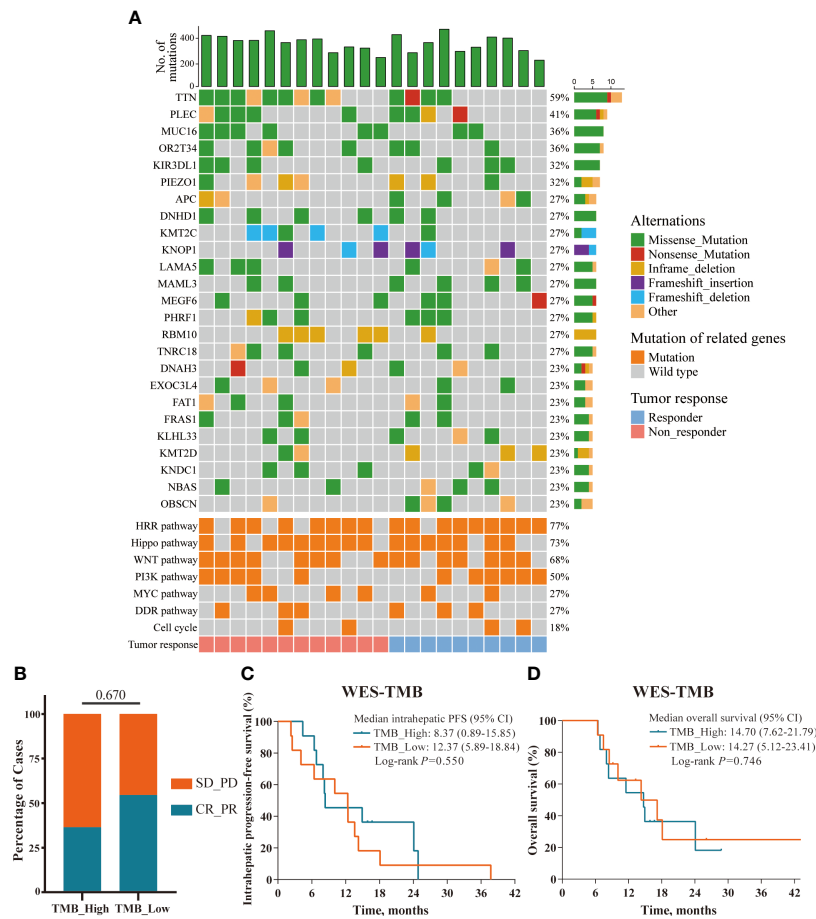 A
No. of mutations
400
200
0
0 5 10
TTN 59%
PLEC 41%
MUC16 36%
OR2T34 36%
KIR3DL1 32%
PIEZO1 32%
APC 27%
DNHD1 27%
KMT2C 27%
KNOP1 27%
LAMA5 27%
MAML3 27%
MEGF6 27%
PHRF1 27%
RBM10 27%
TNRC18 27%
DNAH3 23%
EXOC3L4 23%
FAT1 23%
FRAS1 23%
KLHL33 23%
KMT2D 23%
KNDC1 23%
NBAS 23%
OBSCN 23%
HRR pathway 77%
Hippo pathway 73%
WNT pathway 68%
PI3K pathway 50%
MYC pathway 27%
DDR pathway 27%
Cell cycle 18%
Tumor response
Alternations
Missense_Mutation
Nonsense_Mutation
Inframe_deletion
Frameshift_insertion
Frameshift_deletion
Other
Mutation of related genes
Mutation
Wild type
Tumor response
Responder
Non_responder
B
0.670
Percentage of Cases
100
75
50
25
0
TMB_High TMB_Low
SD_PD
CR_PR
C
WES-TMB
Intrahepatic progression-free survival (%)
100
80
60
40
20
0
Median intrahepatic PFS (95% CI)
TMB_High: 8.37 (0.89-15.85)
TMB_Low: 12.37 (5.89-18.84)
Log-rank P=0.550
0 6 12 18 24 30 36 42
Time, months
D
WES-TMB
Overall survival (%)
100
80
60
40
20
0
Median overall survival (95% CI)
TMB_High: 14.70 (7.62-21.79)
TMB_Low: 14.27 (5.12-23.41)
Log-rank P=0.746
0 6 12 18 24 30 36 42
Time, months